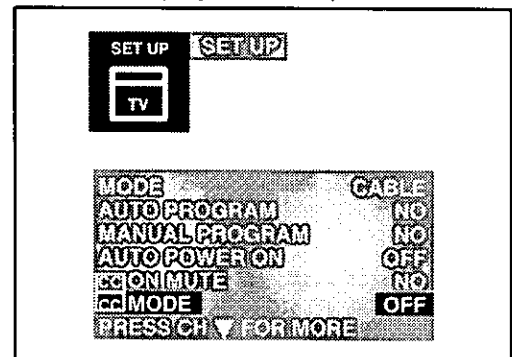 SET UP SET UP
TV
MODE CABLE
AUTO PROGRAM NO
MANUAL PROGRAM NO
AUTO POWER ON OFF
CC ON MUTE NO
CC MODE OFF
PRESS CH ▼ FOR MORE